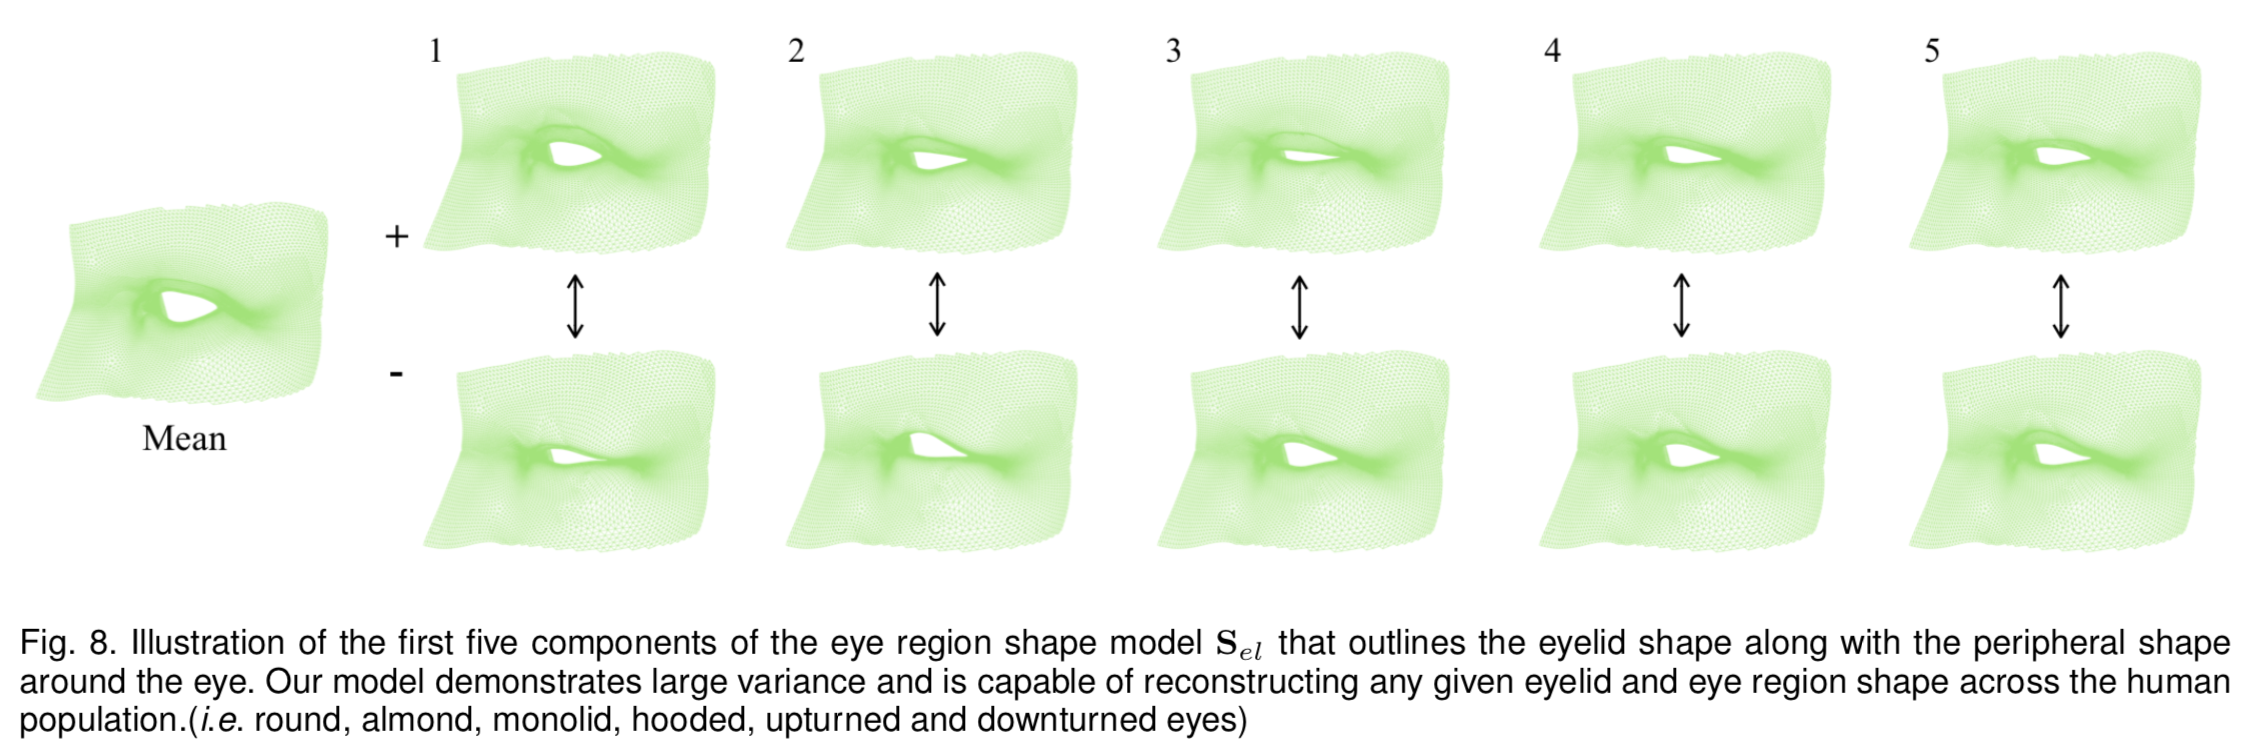 1 2 3 4 5
+
-
Mean
Fig. 8. Illustration of the first five components of the eye region shape model S_el that outlines the eyelid shape along with the peripheral shape
around the eye. Our model demonstrates large variance and is capable of reconstructing any given eyelid and eye region shape across the human
population.(i.e. round, almond, monolid, hooded, upturned and downturned eyes)